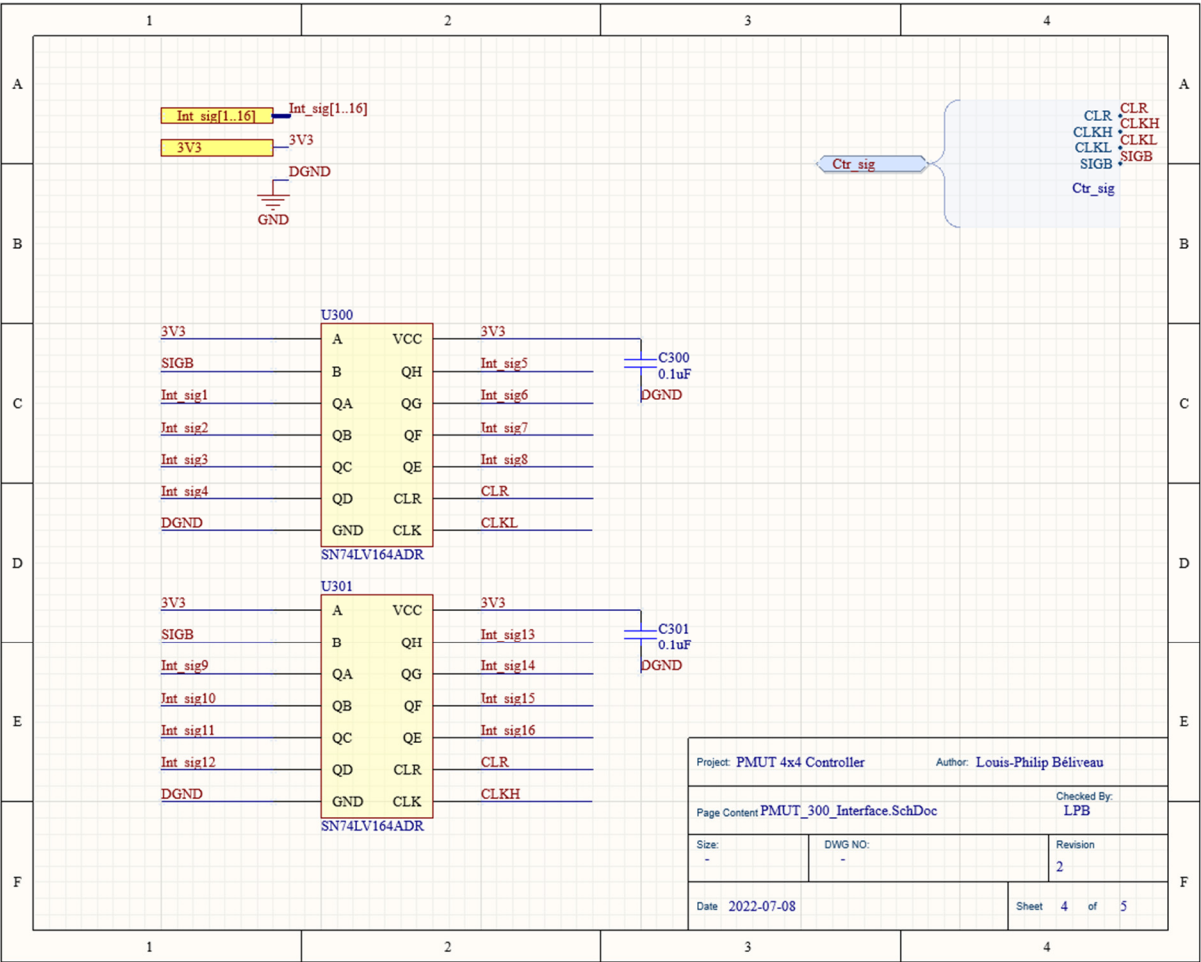 1 2 3 4
A A
Int_sig[1..16] Int_sig[1..16]
3V3 3V3
DGND
GND
CLR CLR
CLKH CLKH
CLKL CLKL
SIGB SIGB
Ctr_sig
Ctr_sig
B B
U300
3V3 A VCC 3V3
SIGB B QH Int_sig5
C300
0.1uF
DGND
Int_sig1 QA QG Int_sig6
C C
Int_sig2 QB QF Int_sig7
Int_sig3 QC QE Int_sig8
Int_sig4 QD CLR CLR
DGND GND CLK CLKL
SN74LV164ADR
D D
U301
3V3 A VCC 3V3
SIGB B QH Int_sig13
C301
0.1uF
DGND
Int_sig9 QA QG Int_sig14
Int_sig10 QB QF Int_sig15
E E
Int_sig11 QC QE Int_sig16
Int_sig12 QD CLR CLR
DGND GND CLK CLKH
SN74LV164ADR
Project: PMUT 4x4 Controller Author: Louis-Philip Béliveau
Page Content PMUT_300_Interface.SchDoc Checked By:
LPB
Size: DWG NO: Revision
- - 2
F F
Date 2022-07-08 Sheet 4 of 5
1 2 3 4